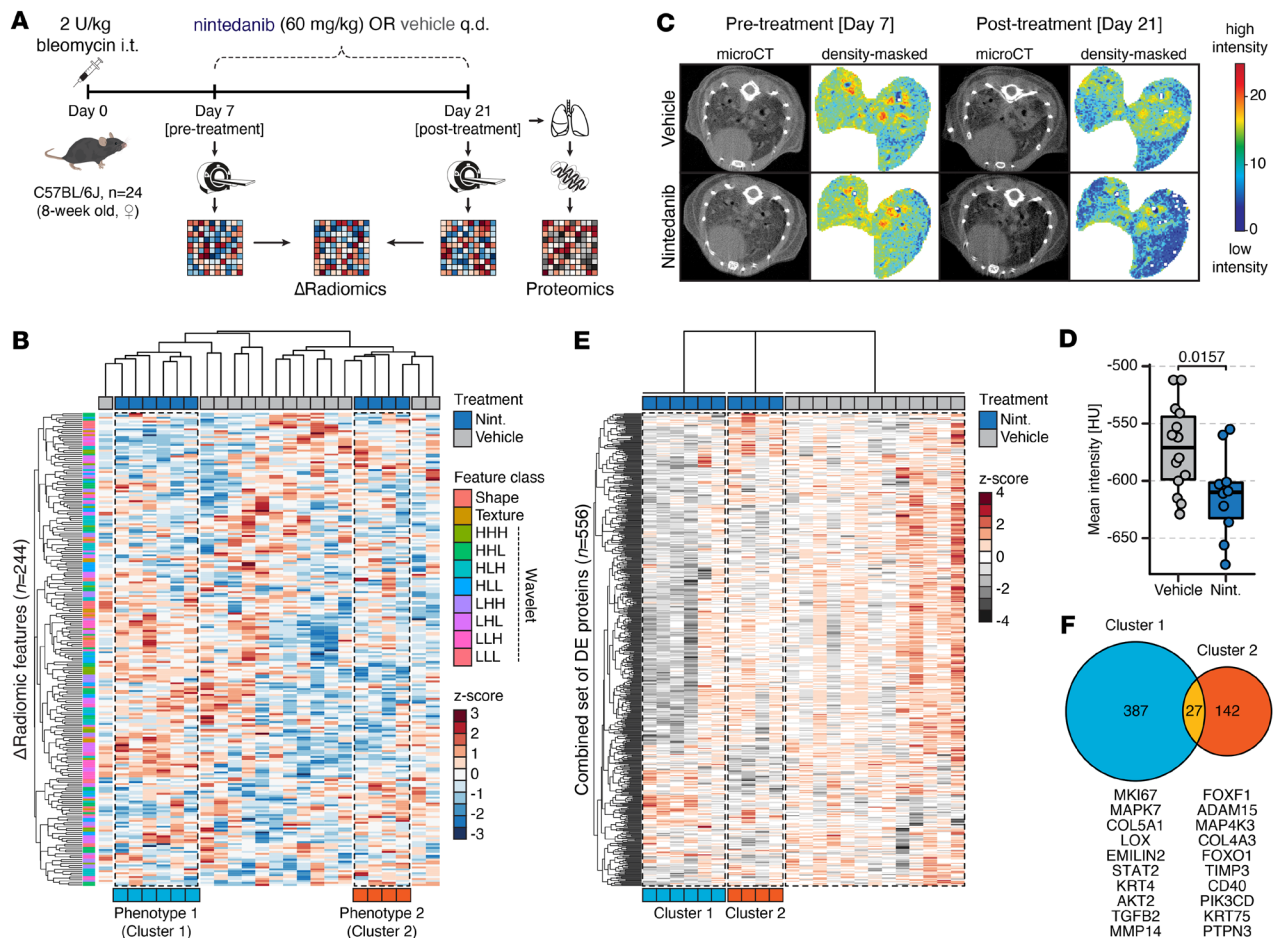 A
2 U/kg
bleomycin i.t.
nintedanib (60 mg/kg) OR vehicle q.d.
Day 0
Day 7
[pre-treatment]
Day 21
[post-treatment]
C57BL/6J, n=24
(8-week old, ♀)
ΔRadiomics
Proteomics
C
Pre-treatment [Day 7]
Post-treatment [Day 21]
microCT
density-masked
microCT
density-masked
Vehicle
Nintedanib
high
intensity
20
10
0
low
intensity
B
ΔRadiomic features (n=244)
Treatment
Nint.
Vehicle
Feature class
Shape
Texture
HHH
HHL
HLH
HLL
LHH
LHL
LLH
LLL
Wavelet
z-score
3
2
1
0
-1
-2
-3
Phenotype 1
(Cluster 1)
Phenotype 2
(Cluster 2)
E
Combined set of DE proteins (n=556)
Treatment
Nint.
Vehicle
z-score
4
2
0
-2
-4
Cluster 1
Cluster 2
D
0.0157
Mean intensity [HU]
-500
-550
-600
-650
Vehicle
Nint.
F
Cluster 1
Cluster 2
387
27
142
MKI67
MAPK7
COL5A1
LOX
EMILIN2
STAT2
KRT4
AKT2
TGFB2
MMP14
FOXF1
ADAM15
MAP4K3
COL4A3
FOXO1
TIMP3
CD40
PIK3CD
KRT75
PTPN3